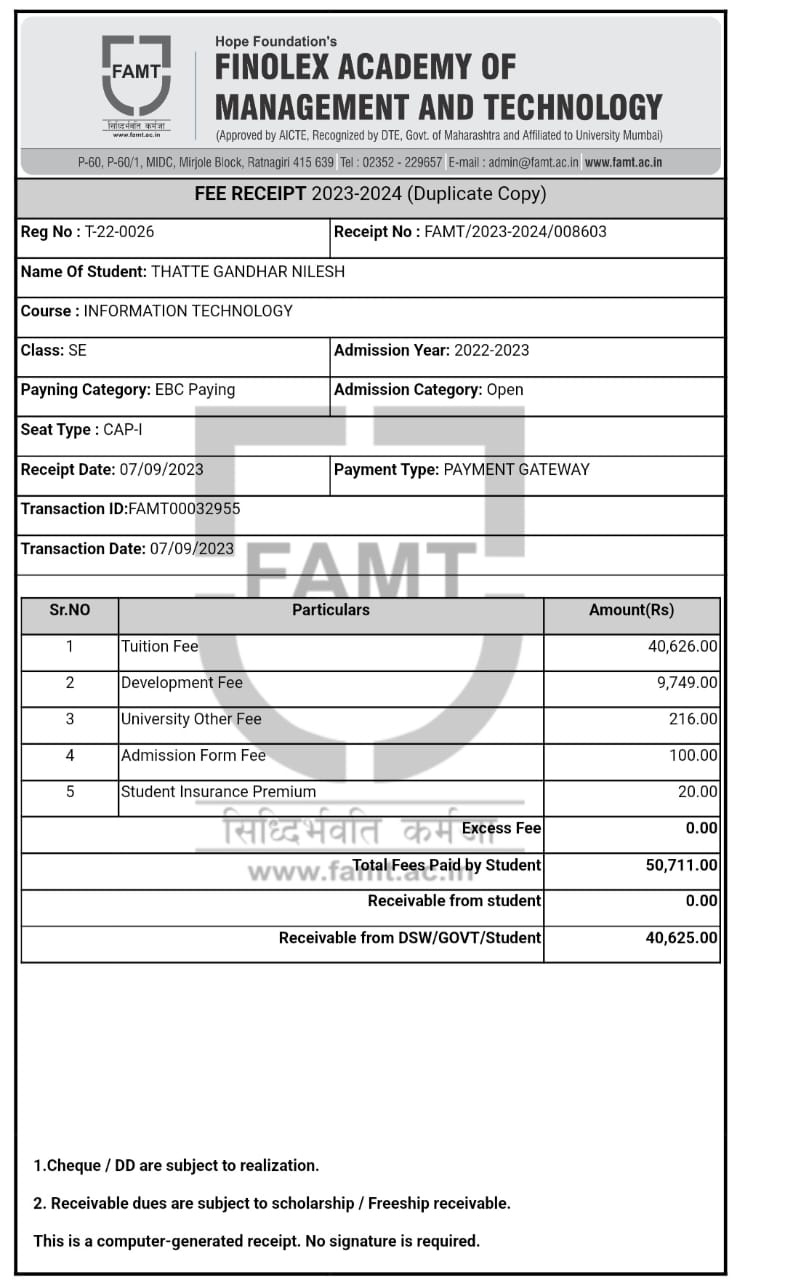 FAMT
सिध्दिर्भवति कर्मजा
www.famt.ac.in
Hope Foundation's
FINOLEX ACADEMY OF
MANAGEMENT AND TECHNOLOGY
(Approved by AICTE, Recognized by DTE, Govt. of Maharashtra and Affiliated to University Mumbai)
P-60, P-60/1, MIDC, Mirjole Block, Ratnagiri 415 639 Tel : 02352 - 229657 E-mail : admin@famt.ac.in www.famt.ac.in
FEE RECEIPT 2023-2024 (Duplicate Copy)
Reg No : T-22-0026 Receipt No : FAMT/2023-2024/008603
Name Of Student: THATTE GANDHAR NILESH
Course : INFORMATION TECHNOLOGY
Class: SE Admission Year: 2022-2023
Payning Category: EBC Paying Admission Category: Open
Seat Type : CAP-I
Receipt Date: 07/09/2023 Payment Type: PAYMENT GATEWAY
Transaction ID:FAMT00032955
Transaction Date: 07/09/2023
FAMT
Sr.NO Particulars Amount(Rs)
1 Tuition Fee 40,626.00
2 Development Fee 9,749.00
3 University Other Fee 216.00
4 Admission Form Fee 100.00
5 Student Insurance Premium 20.00
सिध्दिर्भवति कर्मजा
Excess Fee 0.00
www.famt.ac.in
Total Fees Paid by Student 50,711.00
Receivable from student 0.00
Receivable from DSW/GOVT/Student 40,625.00
1.Cheque / DD are subject to realization.
2. Receivable dues are subject to scholarship / Freeship receivable.
This is a computer-generated receipt. No signature is required.